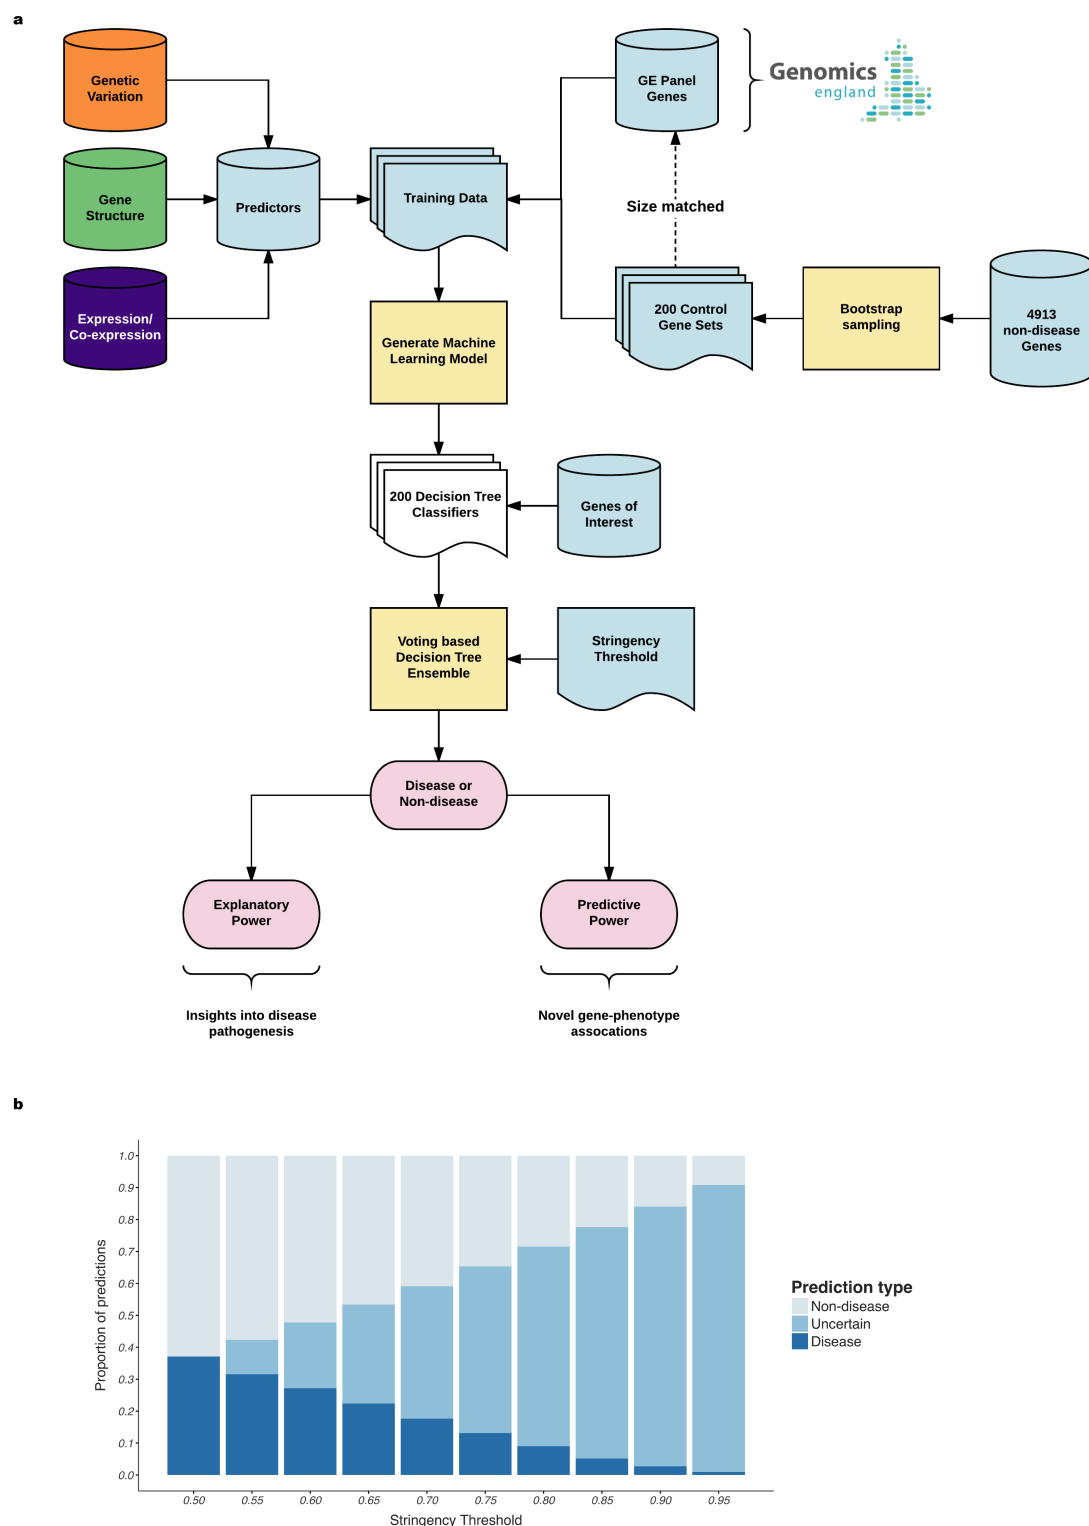 a
Genetic
Variation
GE Panel
Genes
Genomics
england
Gene
Structure
Predictors
Training Data
Size matched
Expression/
Co-expression
200 Control
Gene Sets
Bootstrap
sampling
4913
non-disease
Genes
Generate Machine
Learning Model
200 Decision Tree
Classifiers
Genes of
Interest
Voting based
Decision Tree
Ensemble
Stringency
Threshold
Disease or
Non-disease
Explanatory
Power
Predictive
Power
Insights into disease
pathogenesis
Novel gene-phenotype
assocations
b
Proportion of predictions
1.0
0.9
0.8
0.7
0.6
0.5
0.4
0.3
0.2
0.1
0.0
0.50 0.55 0.60 0.65 0.70 0.75 0.80 0.85 0.90 0.95
Stringency Threshold
Prediction type
Non-disease
Uncertain
Disease